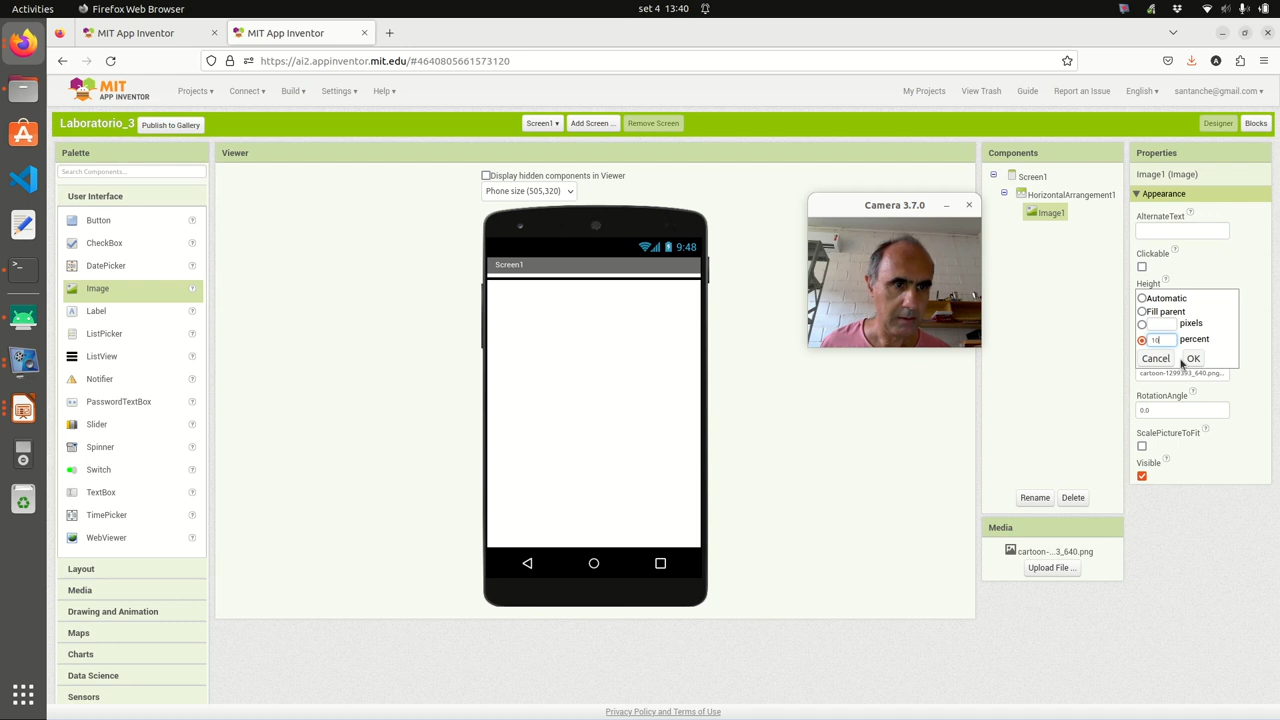 Activities
Firefox Web Browser
set 4 13:40
MIT App Inventor
MIT App Inventor
https://ai2.appinventor.mit.edu/#4640805661573120
MIT
APP INVENTOR
Projects ▾
Connect ▾
Build ▾
Settings ▾
Help ▾
My Projects
View Trash
Guide
Report an Issue
English ▾
santanche@gmail.com ▾
Laboratorio_3
Publish to Gallery
Screen1 ▾
Add Screen ...
Remove Screen
Designer
Blocks
Palette
Search Components...
User Interface
Button
CheckBox
DatePicker
Image
Label
ListPicker
ListView
Notifier
PasswordTextBox
Slider
Spinner
Switch
TextBox
TimePicker
WebViewer
Layout
Media
Drawing and Animation
Maps
Charts
Data Science
Sensors
Viewer
Display hidden components in Viewer
Phone size (505,320)
9:48
Screen1
Camera 3.7.0
Components
Screen1
HorizontalArrangement1
Image1
Rename
Delete
Media
cartoon-...3_640.png
Upload File ...
Properties
Image1 (Image)
Appearance
AlternateText
Clickable
Height
Automatic
Fill parent
pixels
10 percent
Cancel
OK
cartoon-1299393_640.png...
RotationAngle
0.0
ScalePictureToFit
Visible
Privacy Policy and Terms of Use